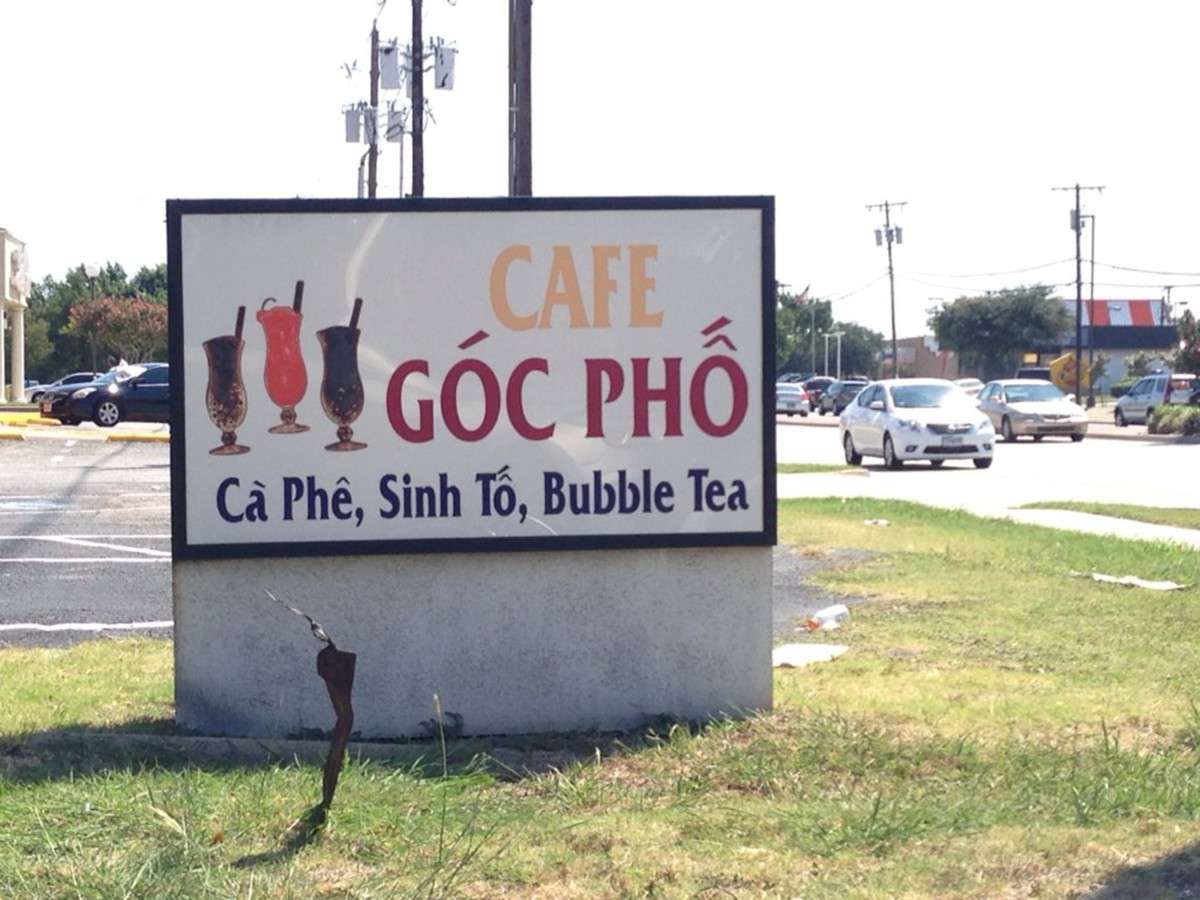 CAFE
GÓC PHỐ
Cà Phê, Sinh Tố, Bubble Tea